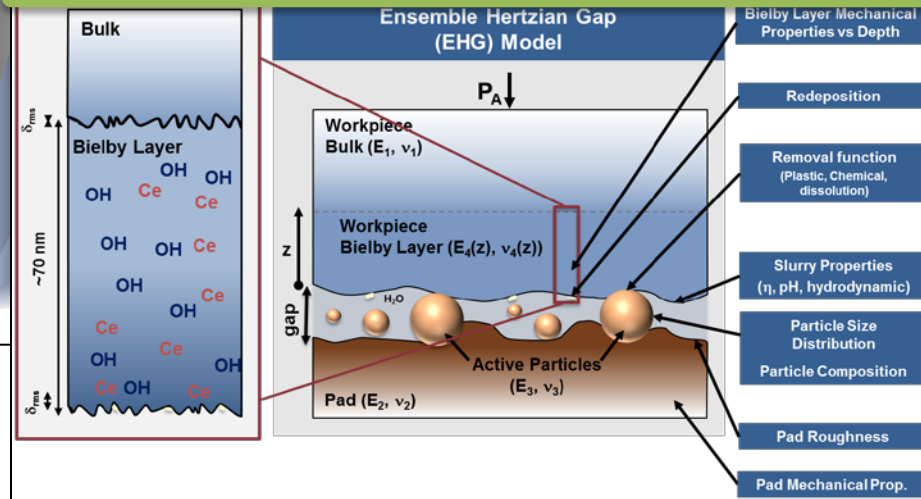 Bulk
δrms
Bielby Layer
OH
OH
OH
Ce
Ce
OH
OH
Ce
OH
OH
Ce
Ce
Ce
OH
OH
Ce
OH
Ce
~70 nm
δrms
Ensemble Hertzian Gap
(EHG) Model
PA
Workpiece
Bulk (E1, ν1)
Workpiece
Bielby Layer (E4(z), ν4(z))
z
gap
H2O
Active Particles
(E3, ν3)
Pad (E2, ν2)
Bielby Layer Mechanical
Properties vs Depth
Redeposition
Removal function
(Plastic, Chemical,
dissolution)
Slurry Properties
(η, pH, hydrodynamic)
Particle Size
Distribution
Particle Composition
Pad Roughness
Pad Mechanical Prop.